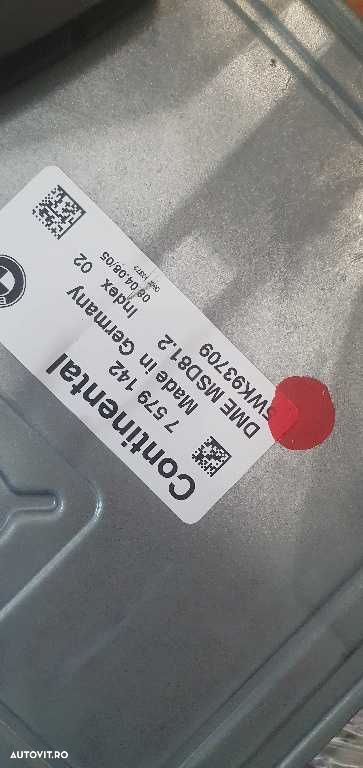 Continental
7 579 142
Made in Germany
DME MSD81.2
5WK93709
Index 02
08 04.08/05
AUTOVIT.RO